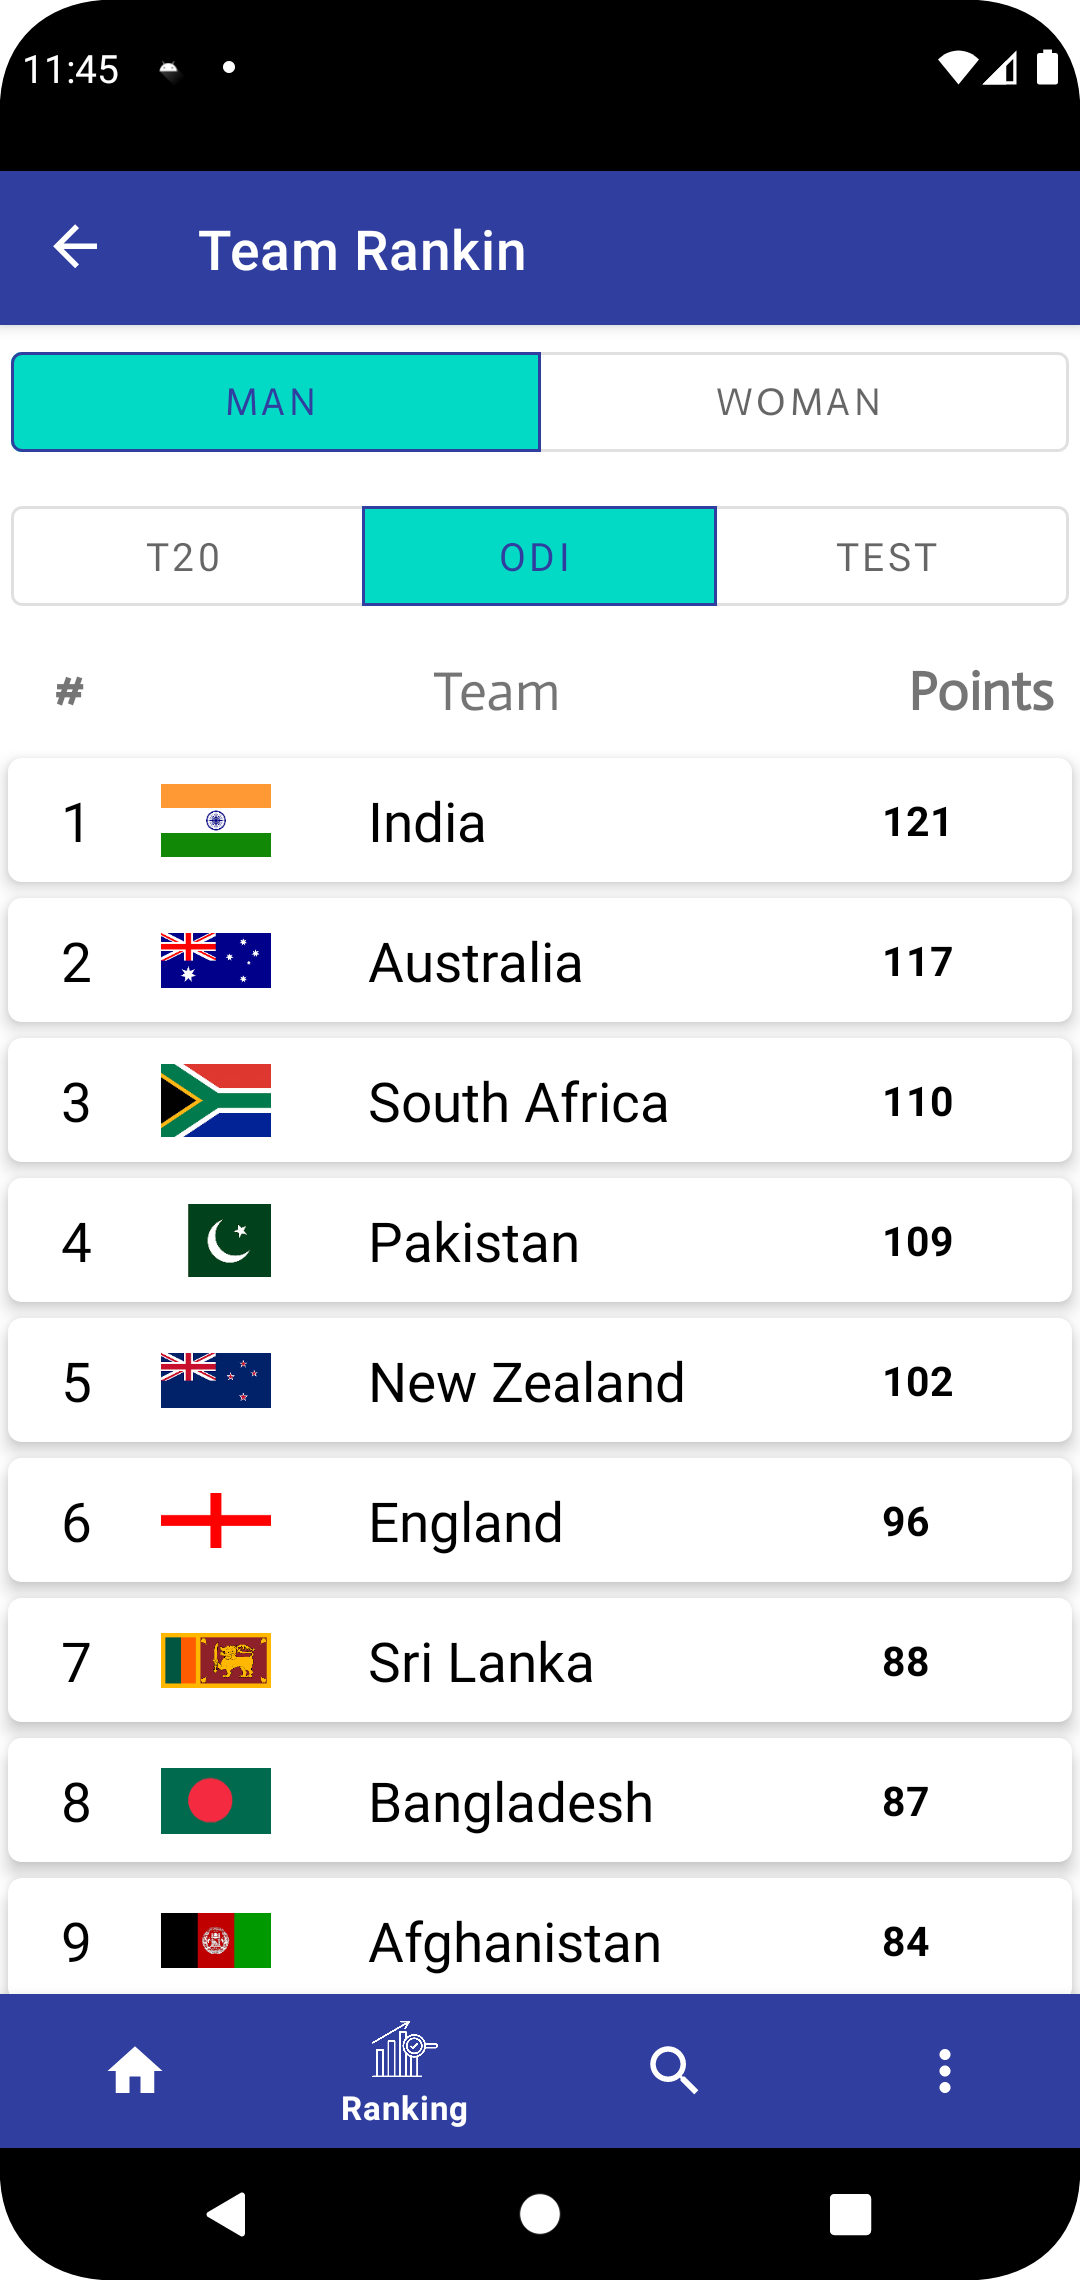 11:45
Team Rankin
MAN WOMAN
T20 ODI TEST
# Team Points
1 India 121
2 Australia 117
3 South Africa 110
4 Pakistan 109
5 New Zealand 102
6 England 96
7 Sri Lanka 88
8 Bangladesh 87
9 Afghanistan 84
Ranking